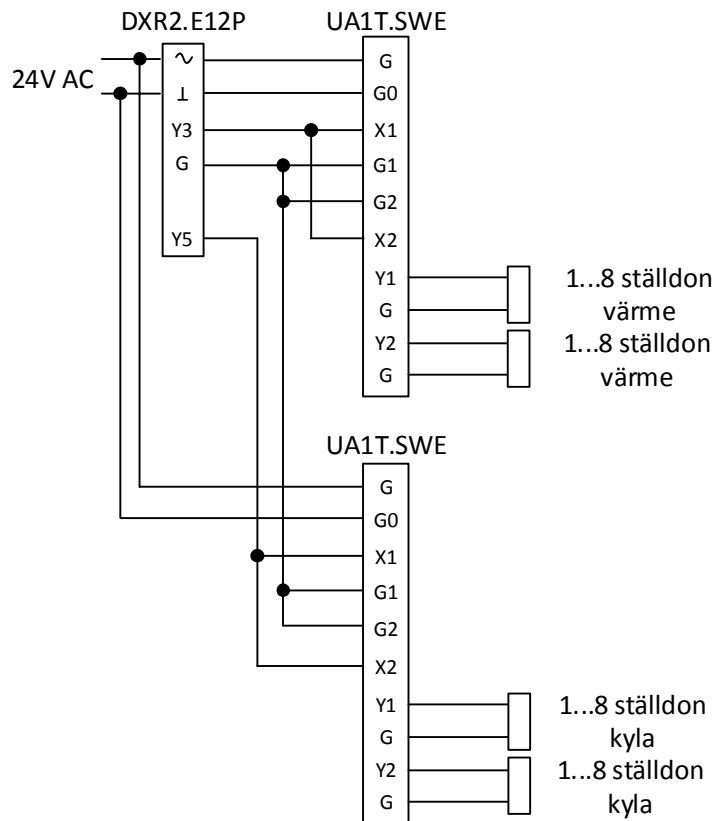 DXR2.E12P
UA1T.SWE
24V AC
~
⊥
Y3
G
Y5
G
G0
X1
G1
G2
X2
Y1
G
Y2
G
1...8 ställdon
värme
1...8 ställdon
värme
UA1T.SWE
G
G0
X1
G1
G2
X2
Y1
G
Y2
G
1...8 ställdon
kyla
1...8 ställdon
kyla